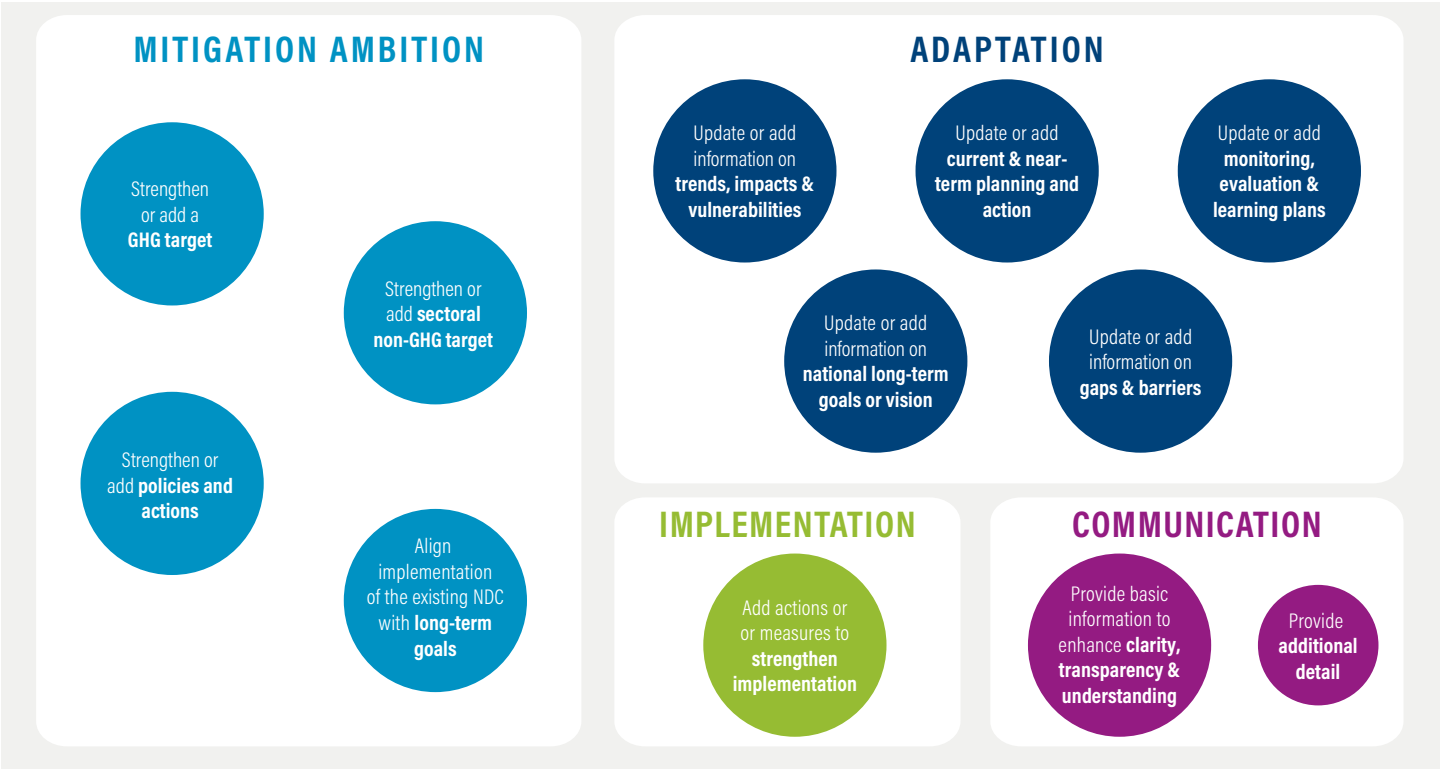 MITIGATION AMBITION
Strengthen
or add a
GHG target
Strengthen or
add sectoral
non-GHG target
Strengthen or
add policies and
actions
Align
implementation
of the existing NDC
with long-term
goals
ADAPTATION
Update or add
information on
trends, impacts &
vulnerabilities
Update or add
current & near-
term planning and
action
Update or add
monitoring,
evaluation &
learning plans
Update or add
information on
national long-term
goals or vision
Update or add
information on
gaps & barriers
IMPLEMENTATION
Add actions or
or measures to
strengthen
implementation
COMMUNICATION
Provide basic
information to
enhance clarity,
transparency &
understanding
Provide
additional
detail